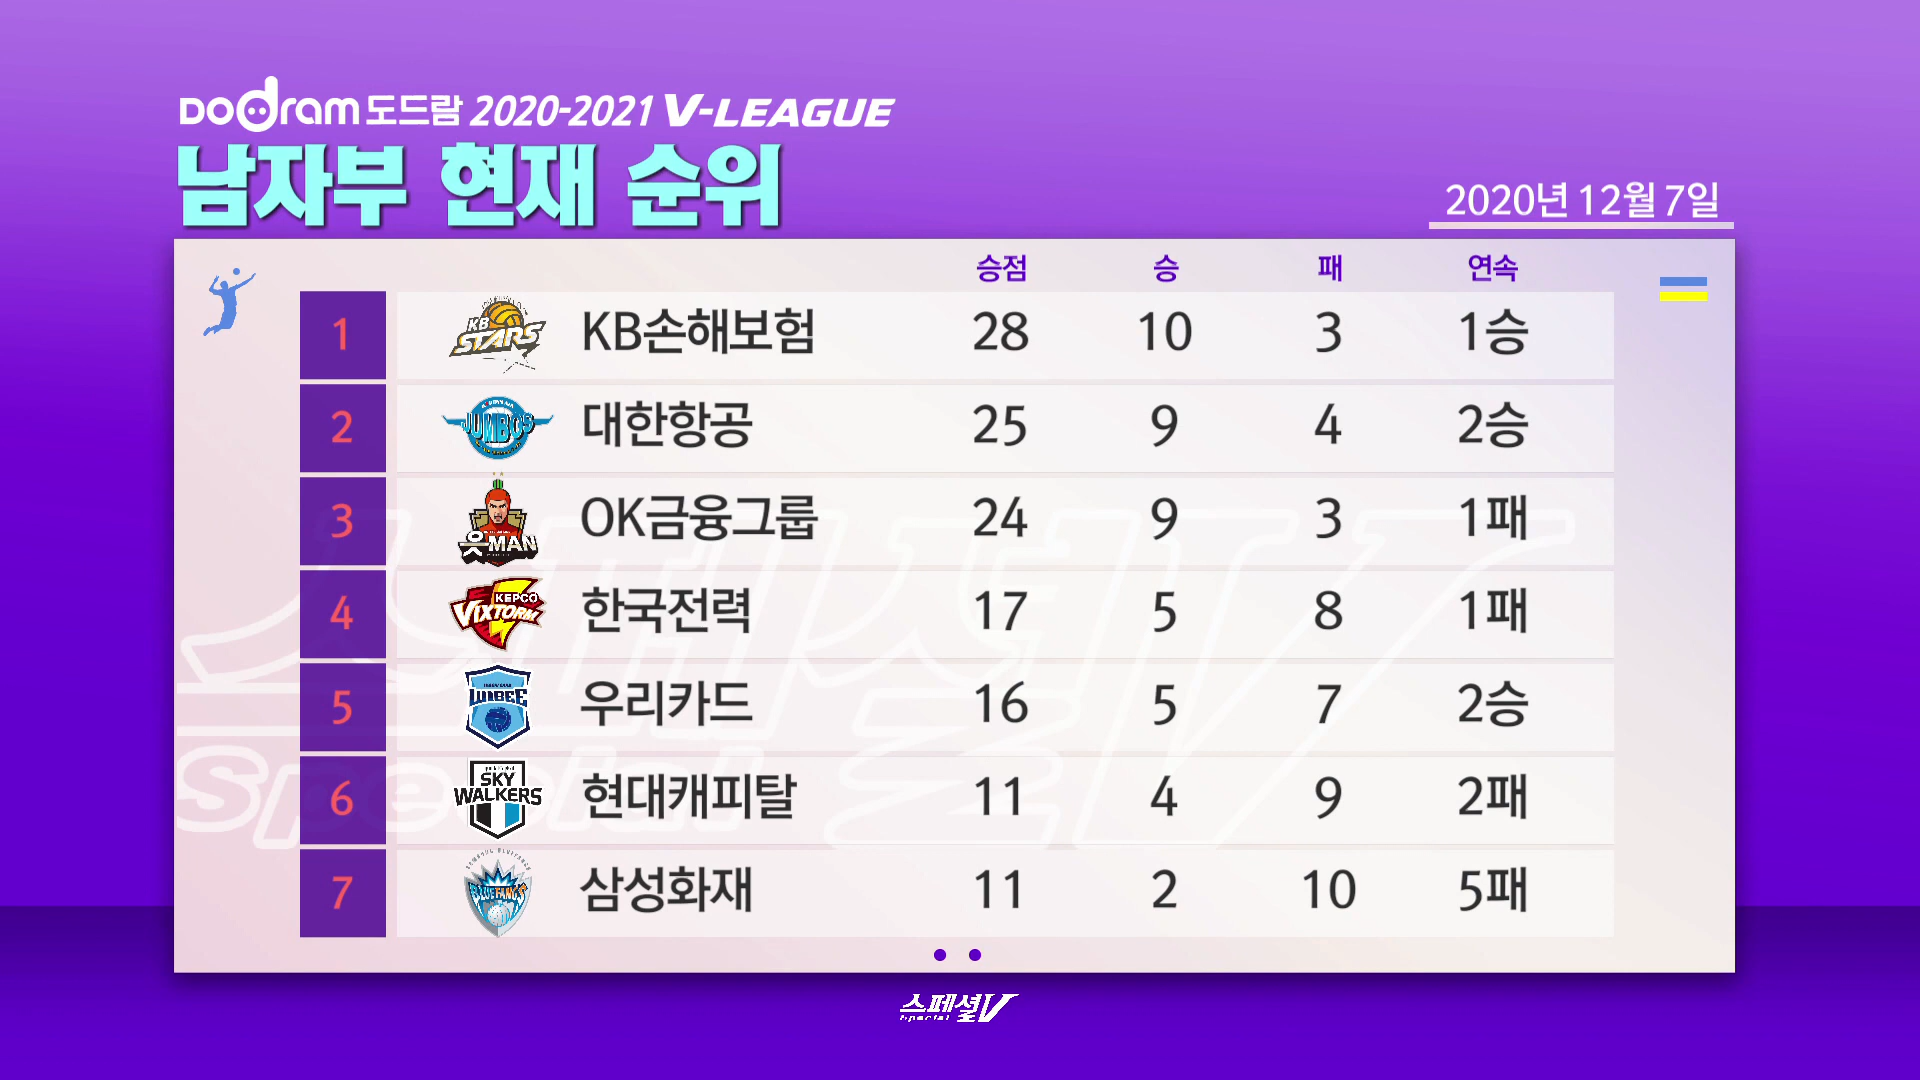 DODram 도드람 2020-2021 V-LEAGUE
남자부 현재 순위
2020년 12월 7일
승점 승 패 연속
1 KB STARS KB손해보험 28 10 3 1승
2 JUMBOS 대한항공 25 9 4 2승
3 읏MAN OK금융그룹 24 9 3 1패
4 KEPCO VIXTORM 한국전력 17 5 8 1패
5 WIBEE 우리카드 16 5 7 2승
6 SKY WALKERS 현대캐피탈 11 4 9 2패
7 BLUEFANGS 삼성화재 11 2 10 5패
스페셜V
Special
스페셜V
Special